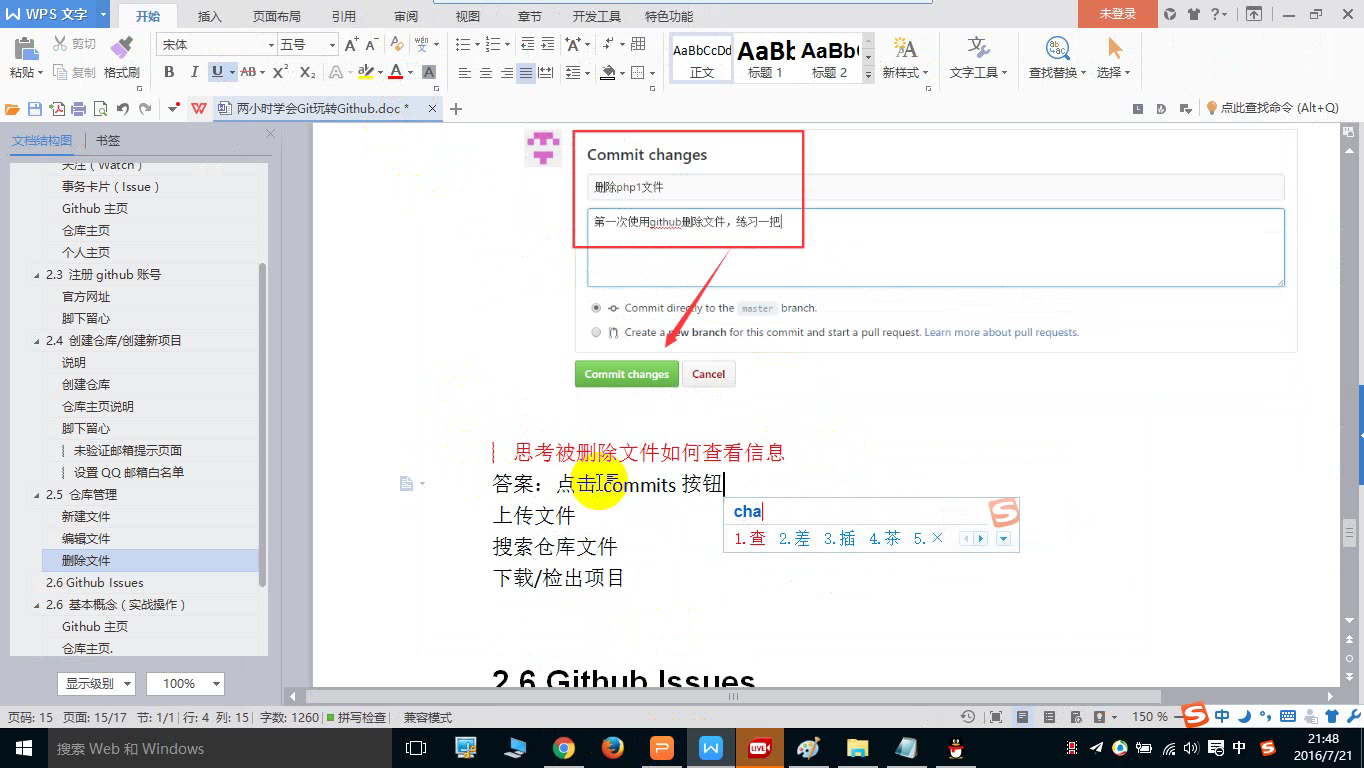 WPS 文字
开始
插入
页面布局
引用
审阅
视图
章节
开发工具
特色功能
未登录
粘贴
剪切
复制
格式刷
宋体
五号
B I U AB X² X₂ A
AaBbCcDd
正文
AaBb
标题 1
AaBb(
标题 2
新样式
文字工具
查找替换
选择
两小时学会Git玩转Github.doc *
点此查找命令 (Alt+Q)
文档结构图
书签
关注（Watch）
事务卡片（Issue）
Github 主页
仓库主页
个人主页
2.3 注册 github 账号
官方网址
脚下留心
2.4 创建仓库/创建新项目
说明
创建仓库
仓库主页说明
脚下留心
未验证邮箱提示页面
设置 QQ 邮箱白名单
2.5 仓库管理
新建文件
编辑文件
删除文件
2.6 Github Issues
2.6 基本概念（实战操作）
Github 主页
仓库主页.
显示级别
100%
Commit changes
删除php1文件
第一次使用github删除文件，练习一把
Commit directly to the master branch.
Create a new branch for this commit and start a pull request. Learn more about pull requests.
Commit changes
Cancel
思考被删除文件如何查看信息
答案：点击 commits 按钮
cha
1.查 2.差 3.插 4.茶 5.×
上传文件
搜索仓库文件
下载/检出项目
2.6 Github Issues
页码: 15 页面: 15/17 节: 1/1 行: 4 列: 15 字数: 1260 拼写检查 兼容模式
150 %
中
搜索 Web 和 Windows
LIVE
中
21:48
2016/7/21